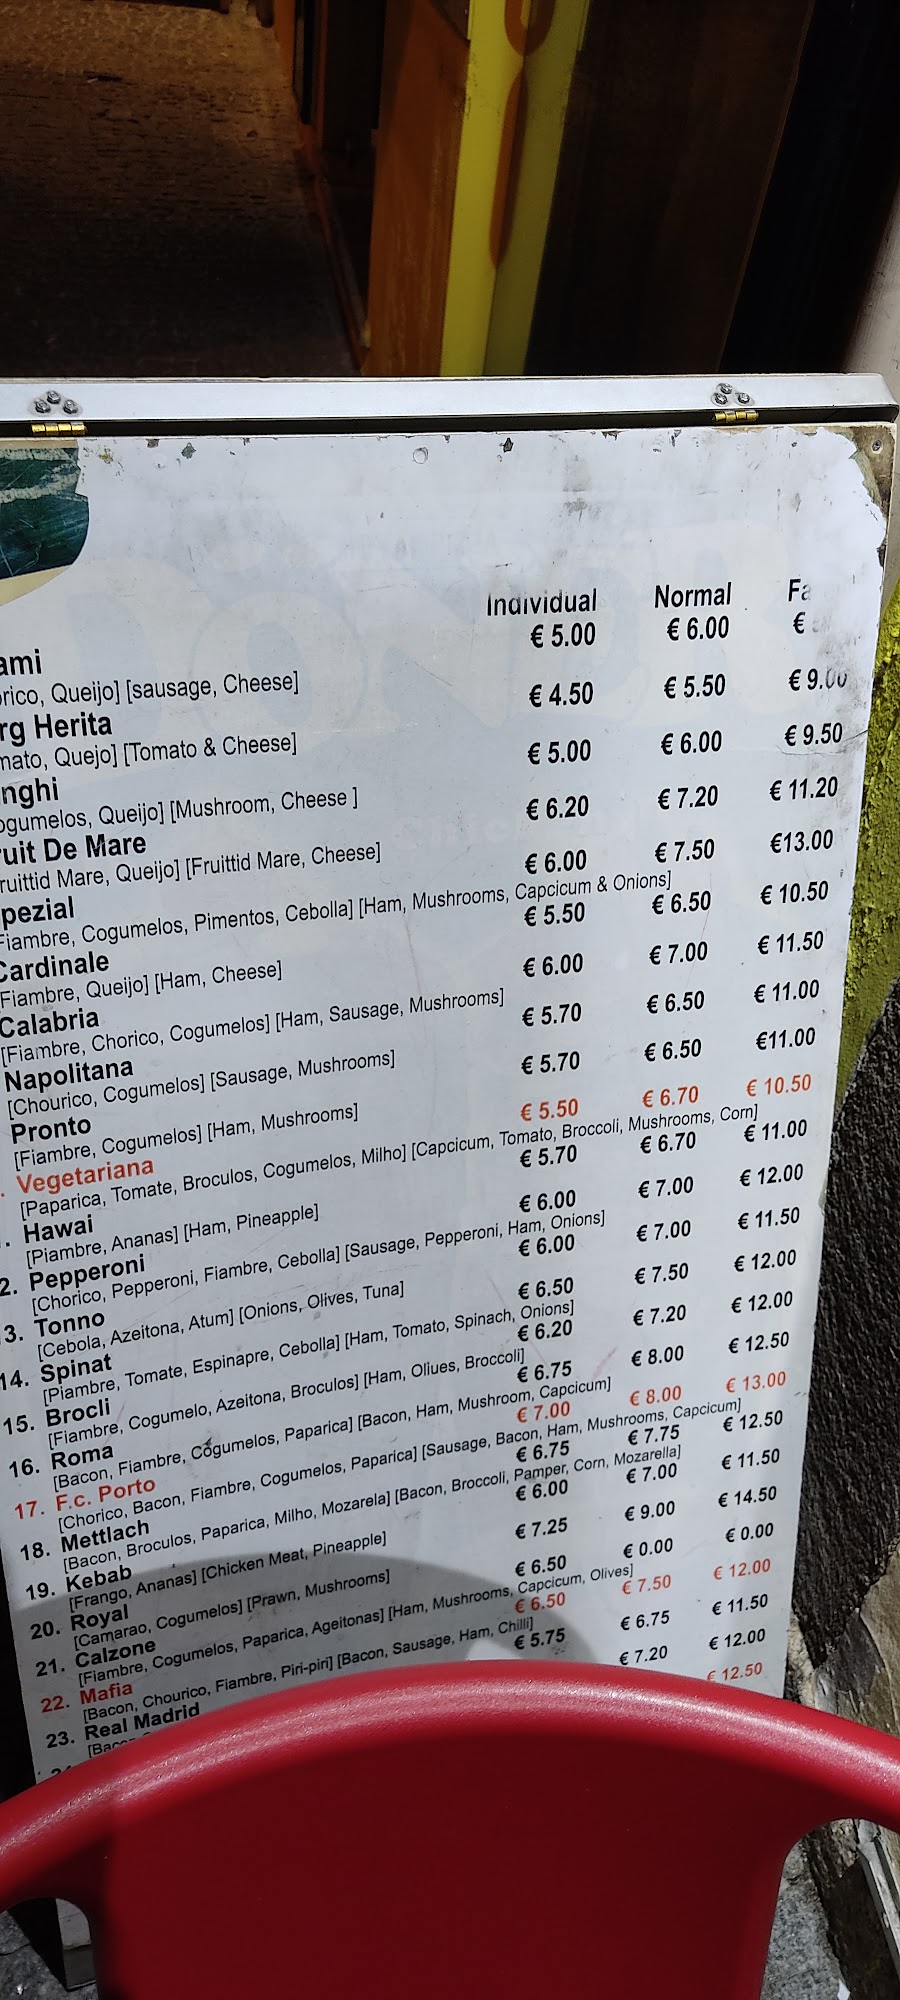 Individual Normal
ami € 5.00 € 6.00 €
orico, Queijo] [sausage, Cheese]
rg Herita € 4.50 € 5.50 € 9.00
mato, Quejo] [Tomato & Cheese]
nghi € 5.00 € 6.00 € 9.50
ogumelos, Queijo] [Mushroom, Cheese ]
ruit De Mare € 6.20 € 7.20 € 11.20
ruittid Mare, Queijo] [Fruittid Mare, Cheese]
pezial € 6.00 € 7.50 €13.00
Fiambre, Cogumelos, Pimentos, Cebolla] [Ham, Mushrooms, Capcicum & Onions]
Cardinale € 5.50 € 6.50 € 10.50
Fiambre, Queijo] [Ham, Cheese]
Calabria € 6.00 € 7.00 € 11.50
[Fiambre, Chorico, Cogumelos] [Ham, Sausage, Mushrooms]
Napolitana € 5.70 € 6.50 € 11.00
[Chourico, Cogumelos] [Sausage, Mushrooms]
Pronto € 5.70 € 6.50 €11.00
[Fiambre, Cogumelos] [Ham, Mushrooms]
. Vegetariana € 5.50 € 6.70 € 10.50
[Paparica, Tomate, Broculos, Cogumelos, Milho] [Capcicum, Tomato, Broccoli, Mushrooms, Corn]
. Hawai € 5.70 € 6.70 € 11.00
[Piambre, Ananas] [Ham, Pineapple]
2. Pepperoni € 6.00 € 7.00 € 12.00
[Chorico, Pepperoni, Fiambre, Cebolla] [Sausage, Pepperoni, Ham, Onions]
3. Tonno € 6.00 € 7.00 € 11.50
[Cebola, Azeitona, Atum] [Onions, Olives, Tuna]
14. Spinat € 6.50 € 7.50 € 12.00
[Piambre, Tomate, Espinapre, Cebolla] [Ham, Tomato, Spinach, Onions]
15. Brocli € 6.20 € 7.20 € 12.00
[Fiambre, Cogumelo, Azeitona, Broculos] [Ham, Oliues, Broccoli]
16. Roma € 6.75 € 8.00 € 12.50
[Bacon, Fiambre, Cogumelos, Paparica] [Bacon, Ham, Mushroom, Capcicum]
17. F.c. Porto € 7.00 € 8.00 € 13.00
[Chorico, Bacon, Fiambre, Cogumelos, Paparica] [Sausage, Bacon, Ham, Mushrooms, Capcicum]
18. Mettlach € 6.75 € 7.75 € 12.50
[Bacon, Broculos, Paparica, Milho, Mozarela] [Bacon, Broccoli, Pamper, Corn, Mozarella]
19. Kebab € 6.00 € 7.00 € 11.50
[Frango, Ananas] [Chicken Meat, Pineapple]
20. Royal € 7.25 € 9.00 € 14.50
[Camarao, Cogumelos] [Prawn, Mushrooms]
21. Calzone € 6.50 € 0.00 € 0.00
[Fiambre, Cogumelos, Paparica, Ageitonas] [Ham, Mushrooms, Capcicum, Olives]
22. Mafia € 6.50 € 7.50 € 12.00
[Bacon, Chourico, Fiambre, Piri-piri] [Bacon, Sausage, Ham, Chilli]
23. Real Madrid € 5.75 € 6.75 € 11.50
€ 7.20 € 12.00
€ 12.50